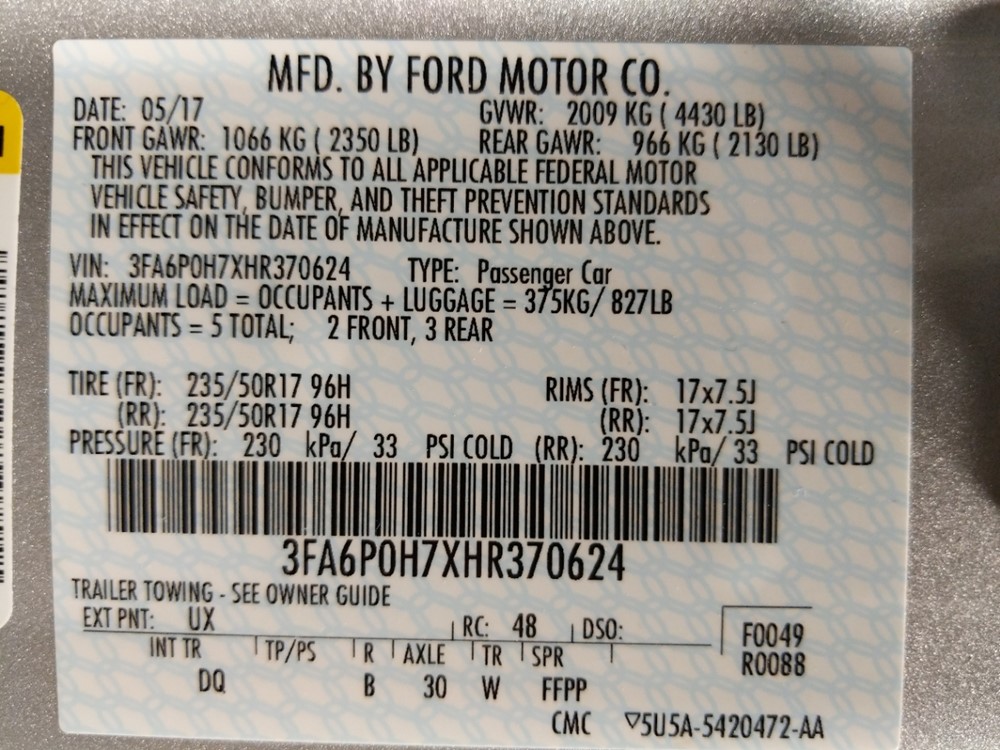 MFD. BY FORD MOTOR CO.
DATE: 05/17 GVWR: 2009 KG ( 4430 LB)
FRONT GAWR: 1066 KG ( 2350 LB) REAR GAWR: 966 KG ( 2130 LB)
THIS VEHICLE CONFORMS TO ALL APPLICABLE FEDERAL MOTOR
VEHICLE SAFETY, BUMPER, AND THEFT PREVENTION STANDARDS
IN EFFECT ON THE DATE OF MANUFACTURE SHOWN ABOVE.
VIN: 3FA6P0H7XHR370624 TYPE: Passenger Car
MAXIMUM LOAD = OCCUPANTS + LUGGAGE = 375KG/ 827LB
OCCUPANTS = 5 TOTAL; 2 FRONT, 3 REAR
TIRE (FR): 235/50R17 96H RIMS (FR): 17x7.5J
(RR): 235/50R17 96H (RR): 17x7.5J
PRESSURE (FR): 230 kPa/ 33 PSI COLD (RR): 230 kPa/ 33 PSI COLD
3FA6P0H7XHR370624
TRAILER TOWING - SEE OWNER GUIDE
EXT PNT: UX RC: 48 DSO: F0049
INT TR TP/PS R AXLE TR SPR R0088
DQ B 30 W FFPP
CMC ▽5U5A-5420472-AA